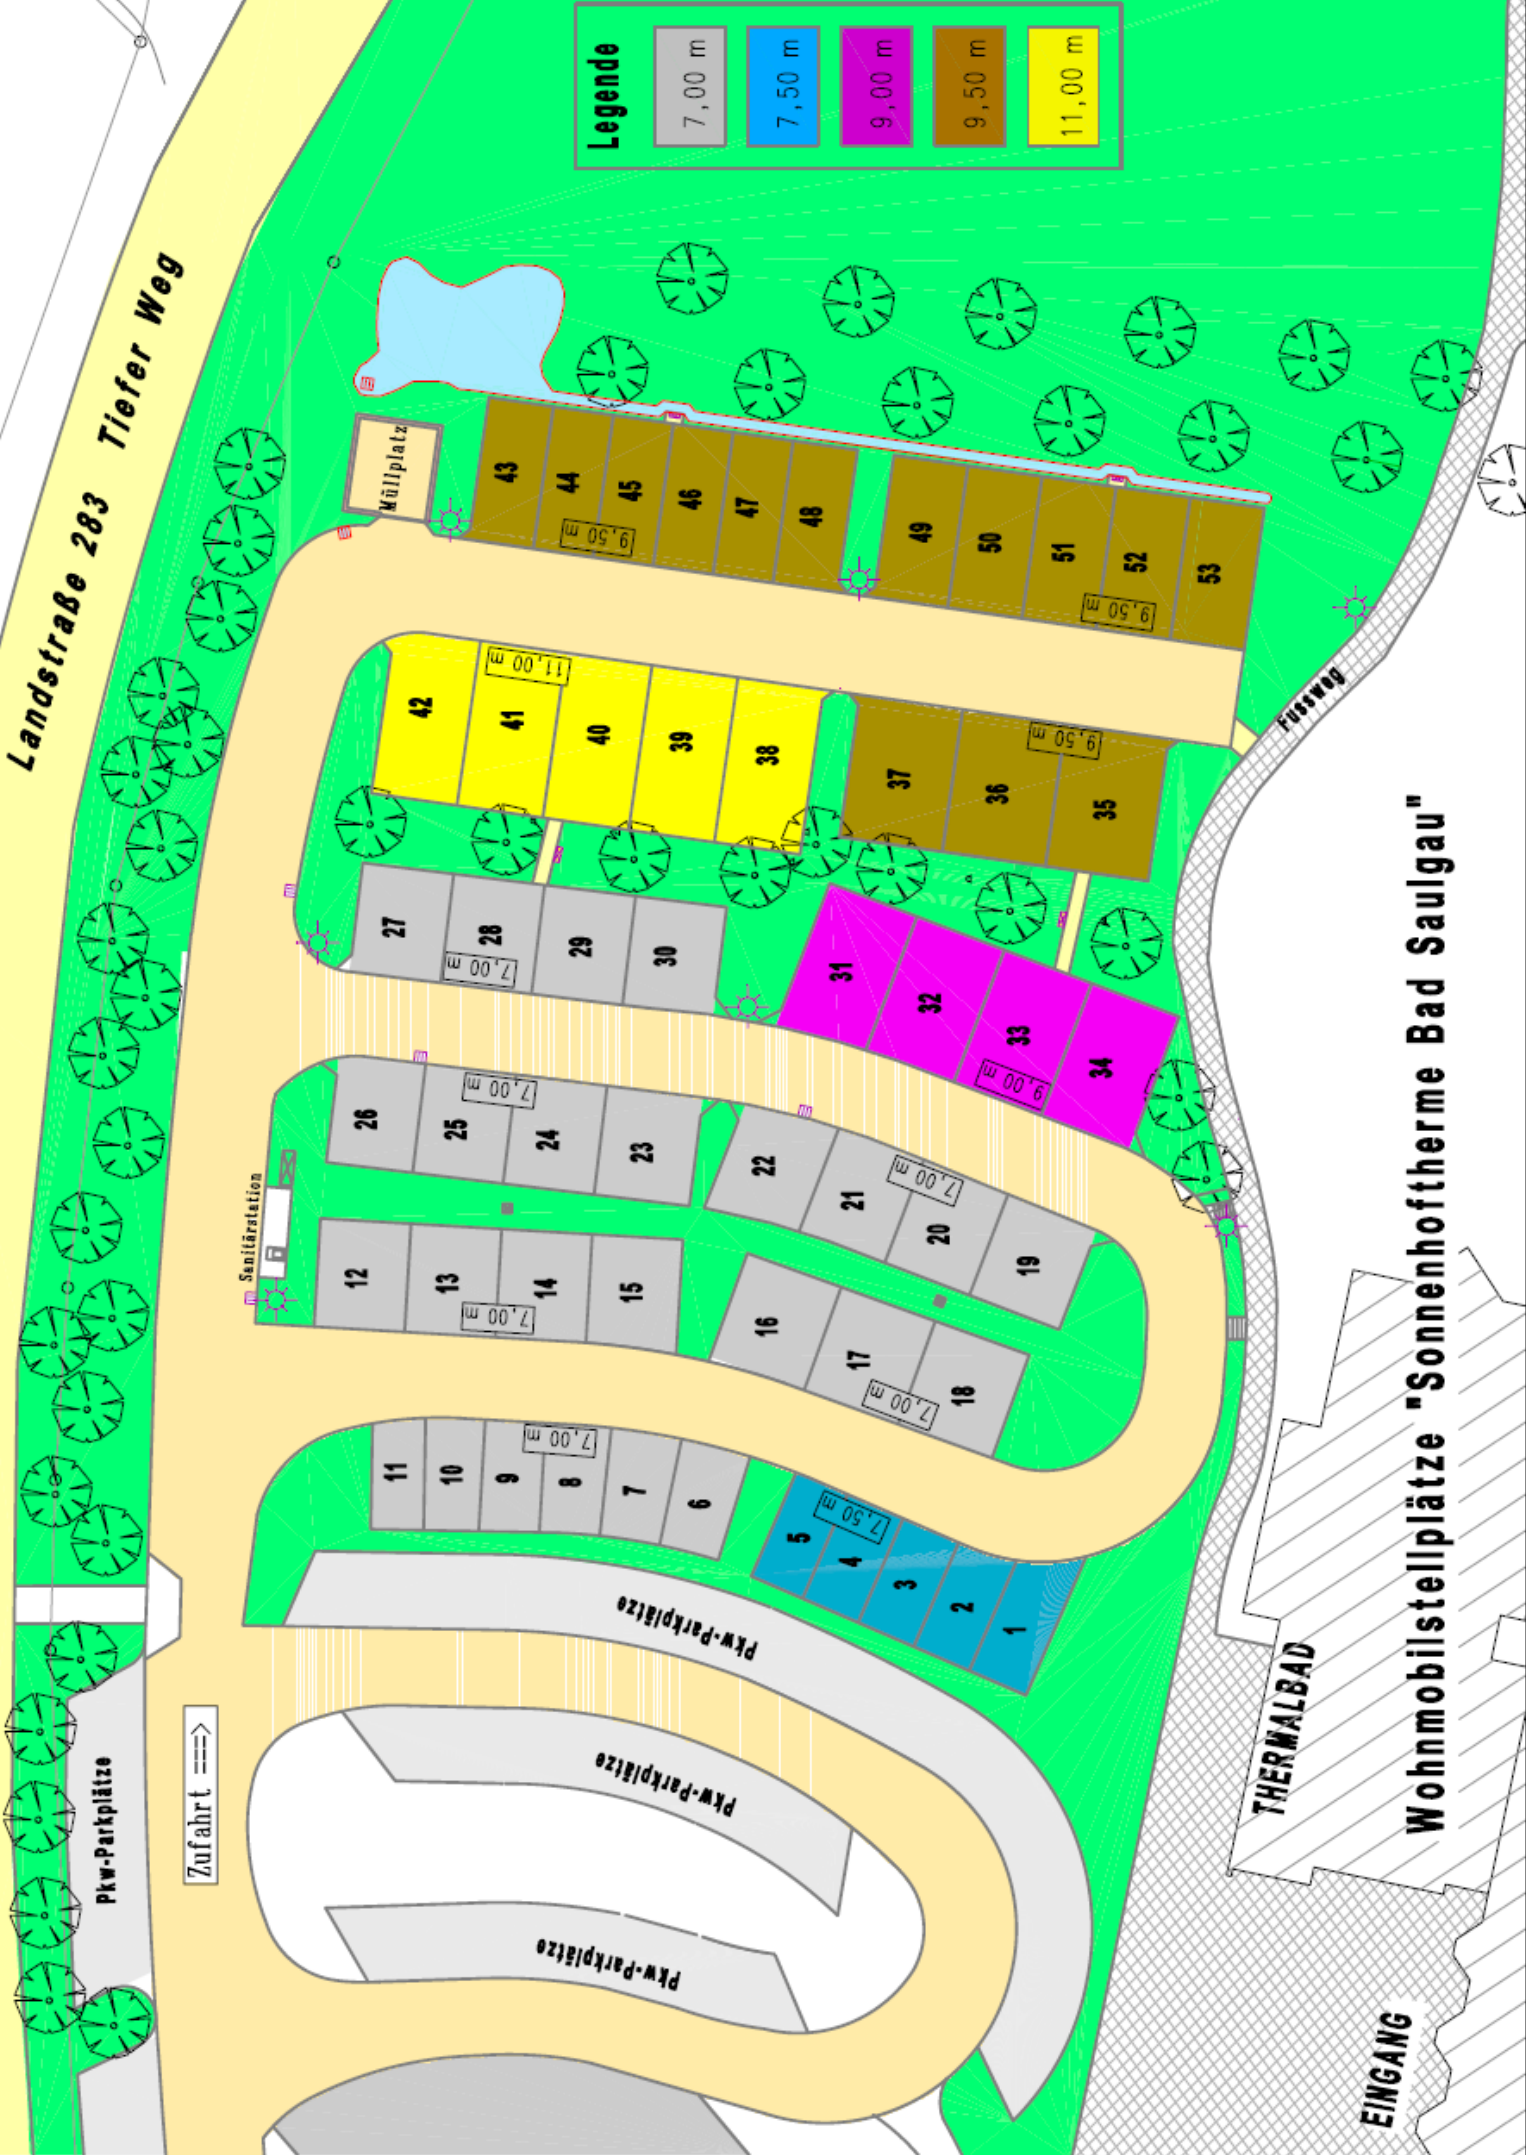 Landstraße 283 Tiefer Weg
Legende
7,00 m
7,50 m
9,00 m
9,50 m
11,00 m
Müllplatz
43
44
45
46
47
48
9,50 m
49
50
51
52
53
9,50 m
42
41
40
39
38
11,00 m
37
36
35
9,50 m
Fussweg
27
28
29
30
7,00 m
31
32
33
34
9,00 m
26
25
24
23
7,00 m
22
21
20
19
7,00 m
Sanitärstation
12
13
14
15
7,00 m
16
17
18
7,00 m
11
10
9
8
7
6
7,00 m
5
4
3
2
1
7,50 m
Pkw-Parkplätze
Pkw-Parkplätze
Pkw-Parkplätze
Pkw-Parkplätze
Zufahrt ===>
THERMALBAD
EINGANG
Wohnmobilstellplätze "Sonnenhoftherme Bad Saulgau"